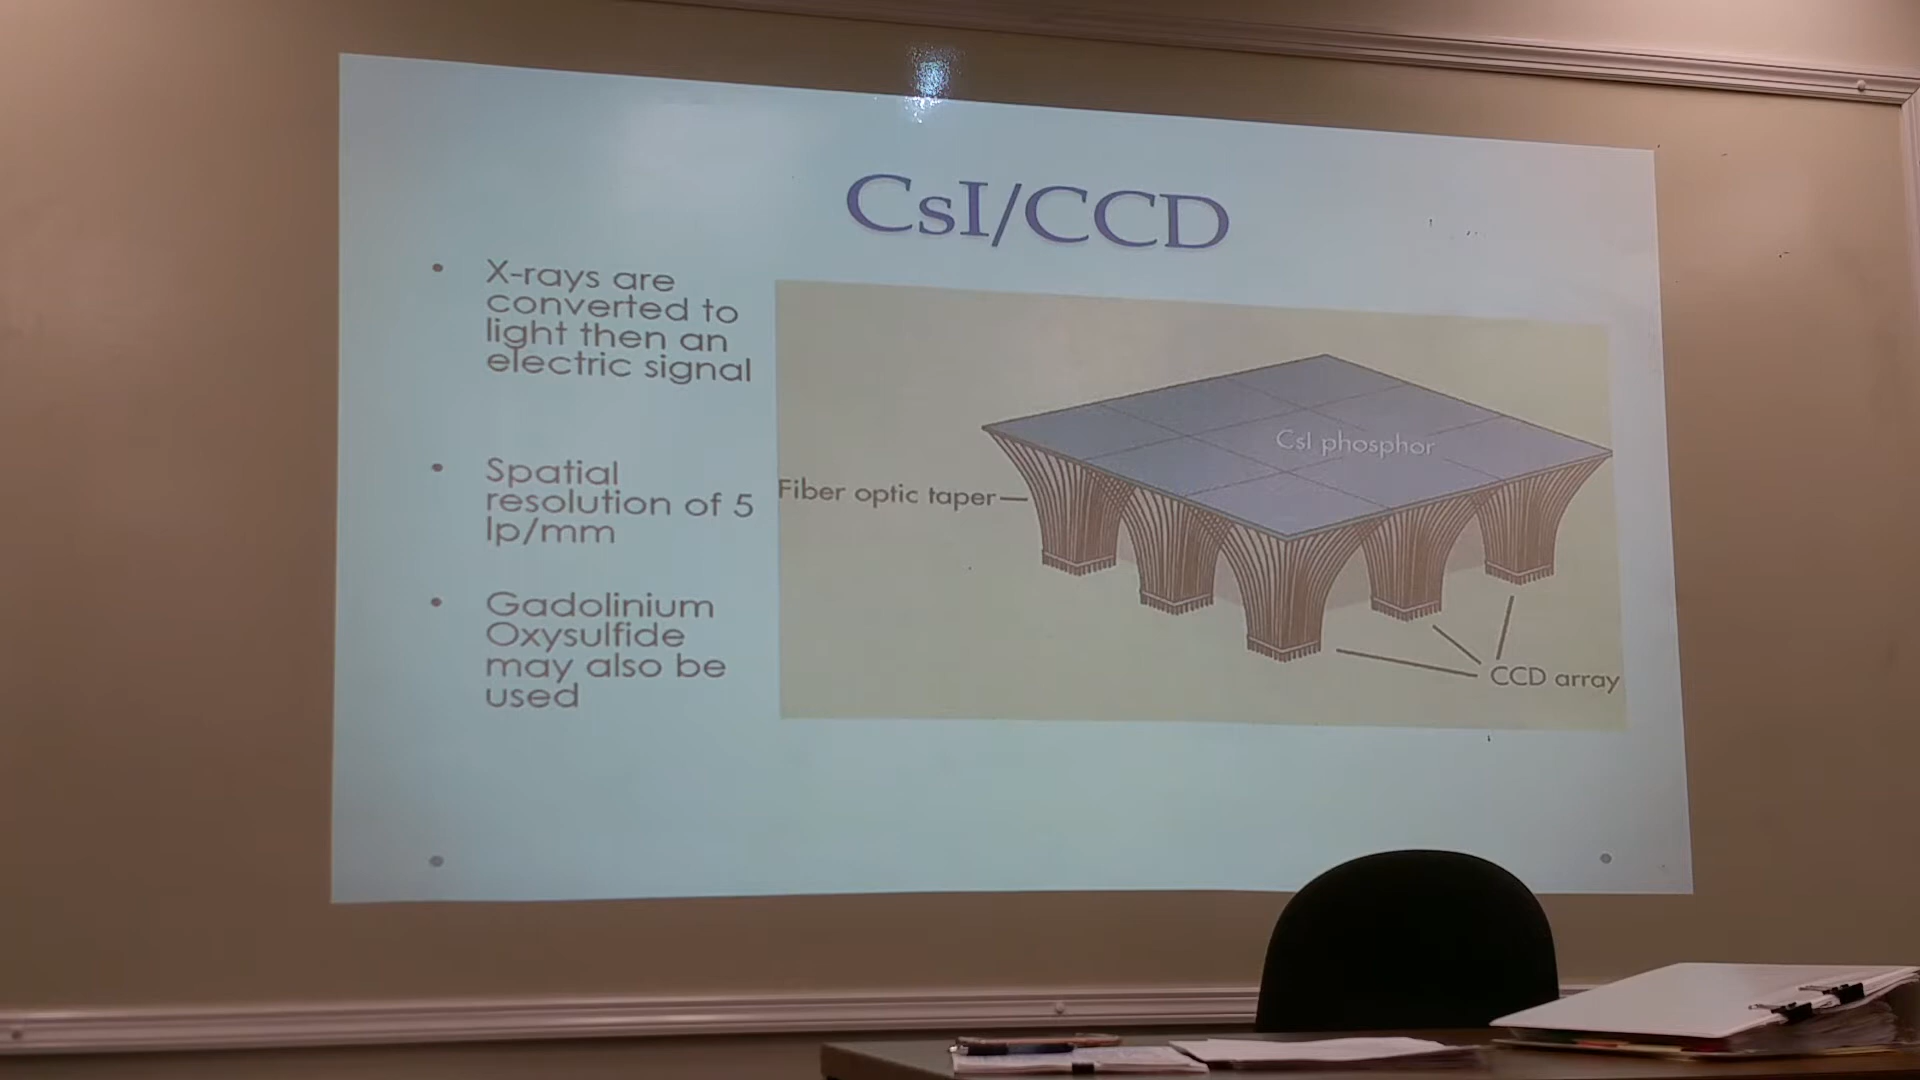 CsI/CCD
• X-rays are
converted to
light then an
electric signal
• Spatial
resolution of 5
lp/mm
• Gadolinium
Oxysulfide
may also be
used
CsI phosphor
Fiber optic taper
CCD array